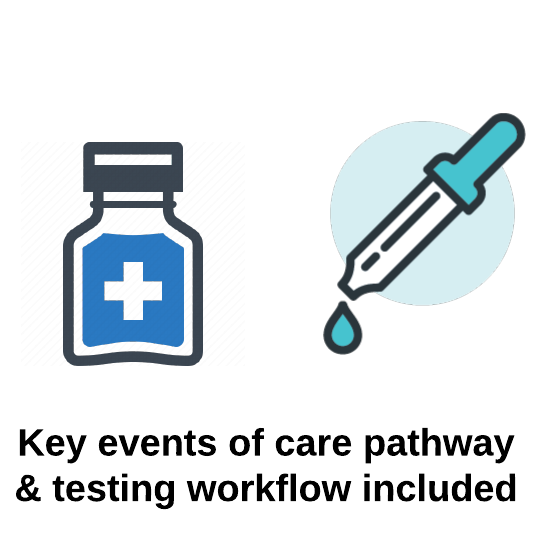 Key events of care pathway
& testing workflow included